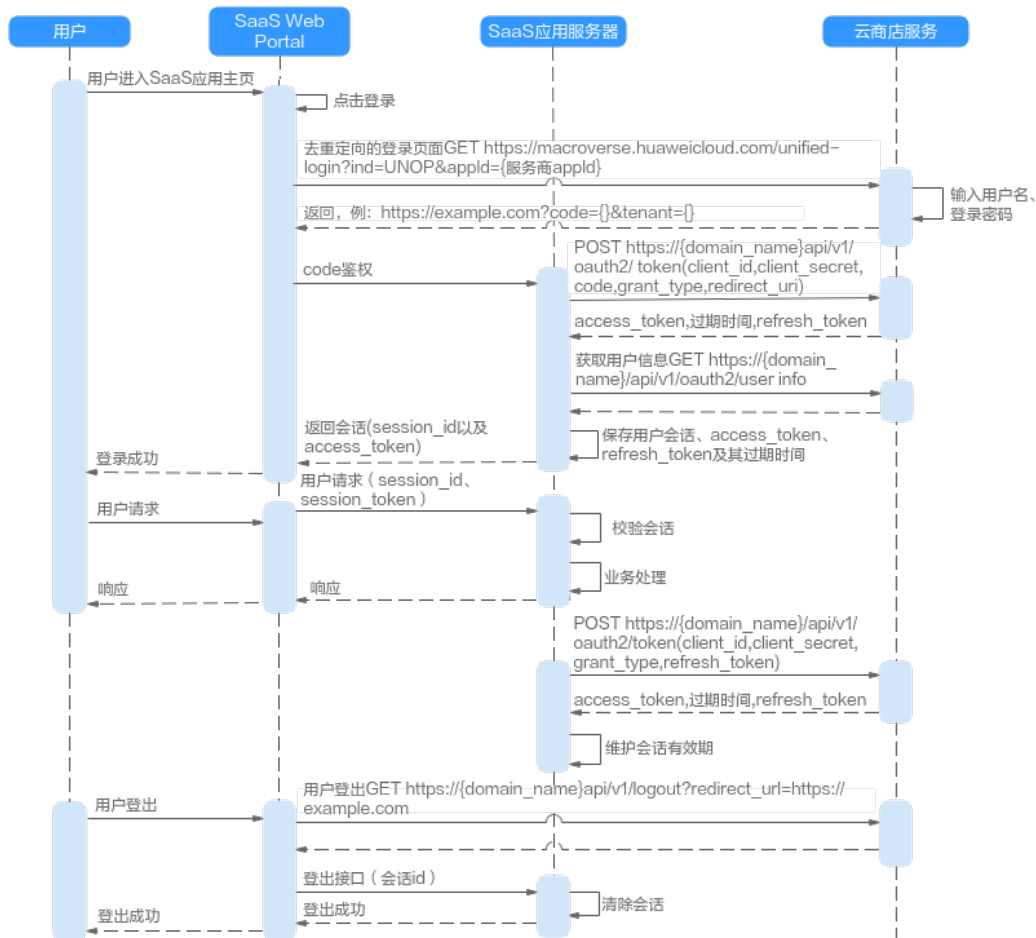 用户
SaaS Web
Portal
SaaS应用服务器
云商店服务
用户进入SaaS应用主页
点击登录
去重定向的登录页面GET https://macroverse.huaweicloud.com/unified-
login?ind=UNOP&appId={服务商appId}
输入用户名、
登录密码
返回，例：https://example.com?code={}&tenant={}
POST https://{domain_name}api/v1/
oauth2/ token(client_id,client_secret,
code,grant_type,redirect_uri)
code鉴权
access_token,过期时间,refresh_token
获取用户信息GET https://{domain_
name}/api/v1/oauth2/user info
返回会话(session_id以及
access_token)
保存用户会话、access_token、
refresh_token及其过期时间
登录成功
用户请求（session_id、
session_token）
用户请求
校验会话
业务处理
响应
响应
POST https://{domain_name}/api/v1/
oauth2/token(client_id,client_secret,
grant_type,refresh_token)
access_token,过期时间,refresh_token
维护会话有效期
用户登出GET https://{domain_name}api/v1/logout?redirect_url=https://
example.com
用户登出
登出接口（会话id）
清除会话
登出成功
登出成功